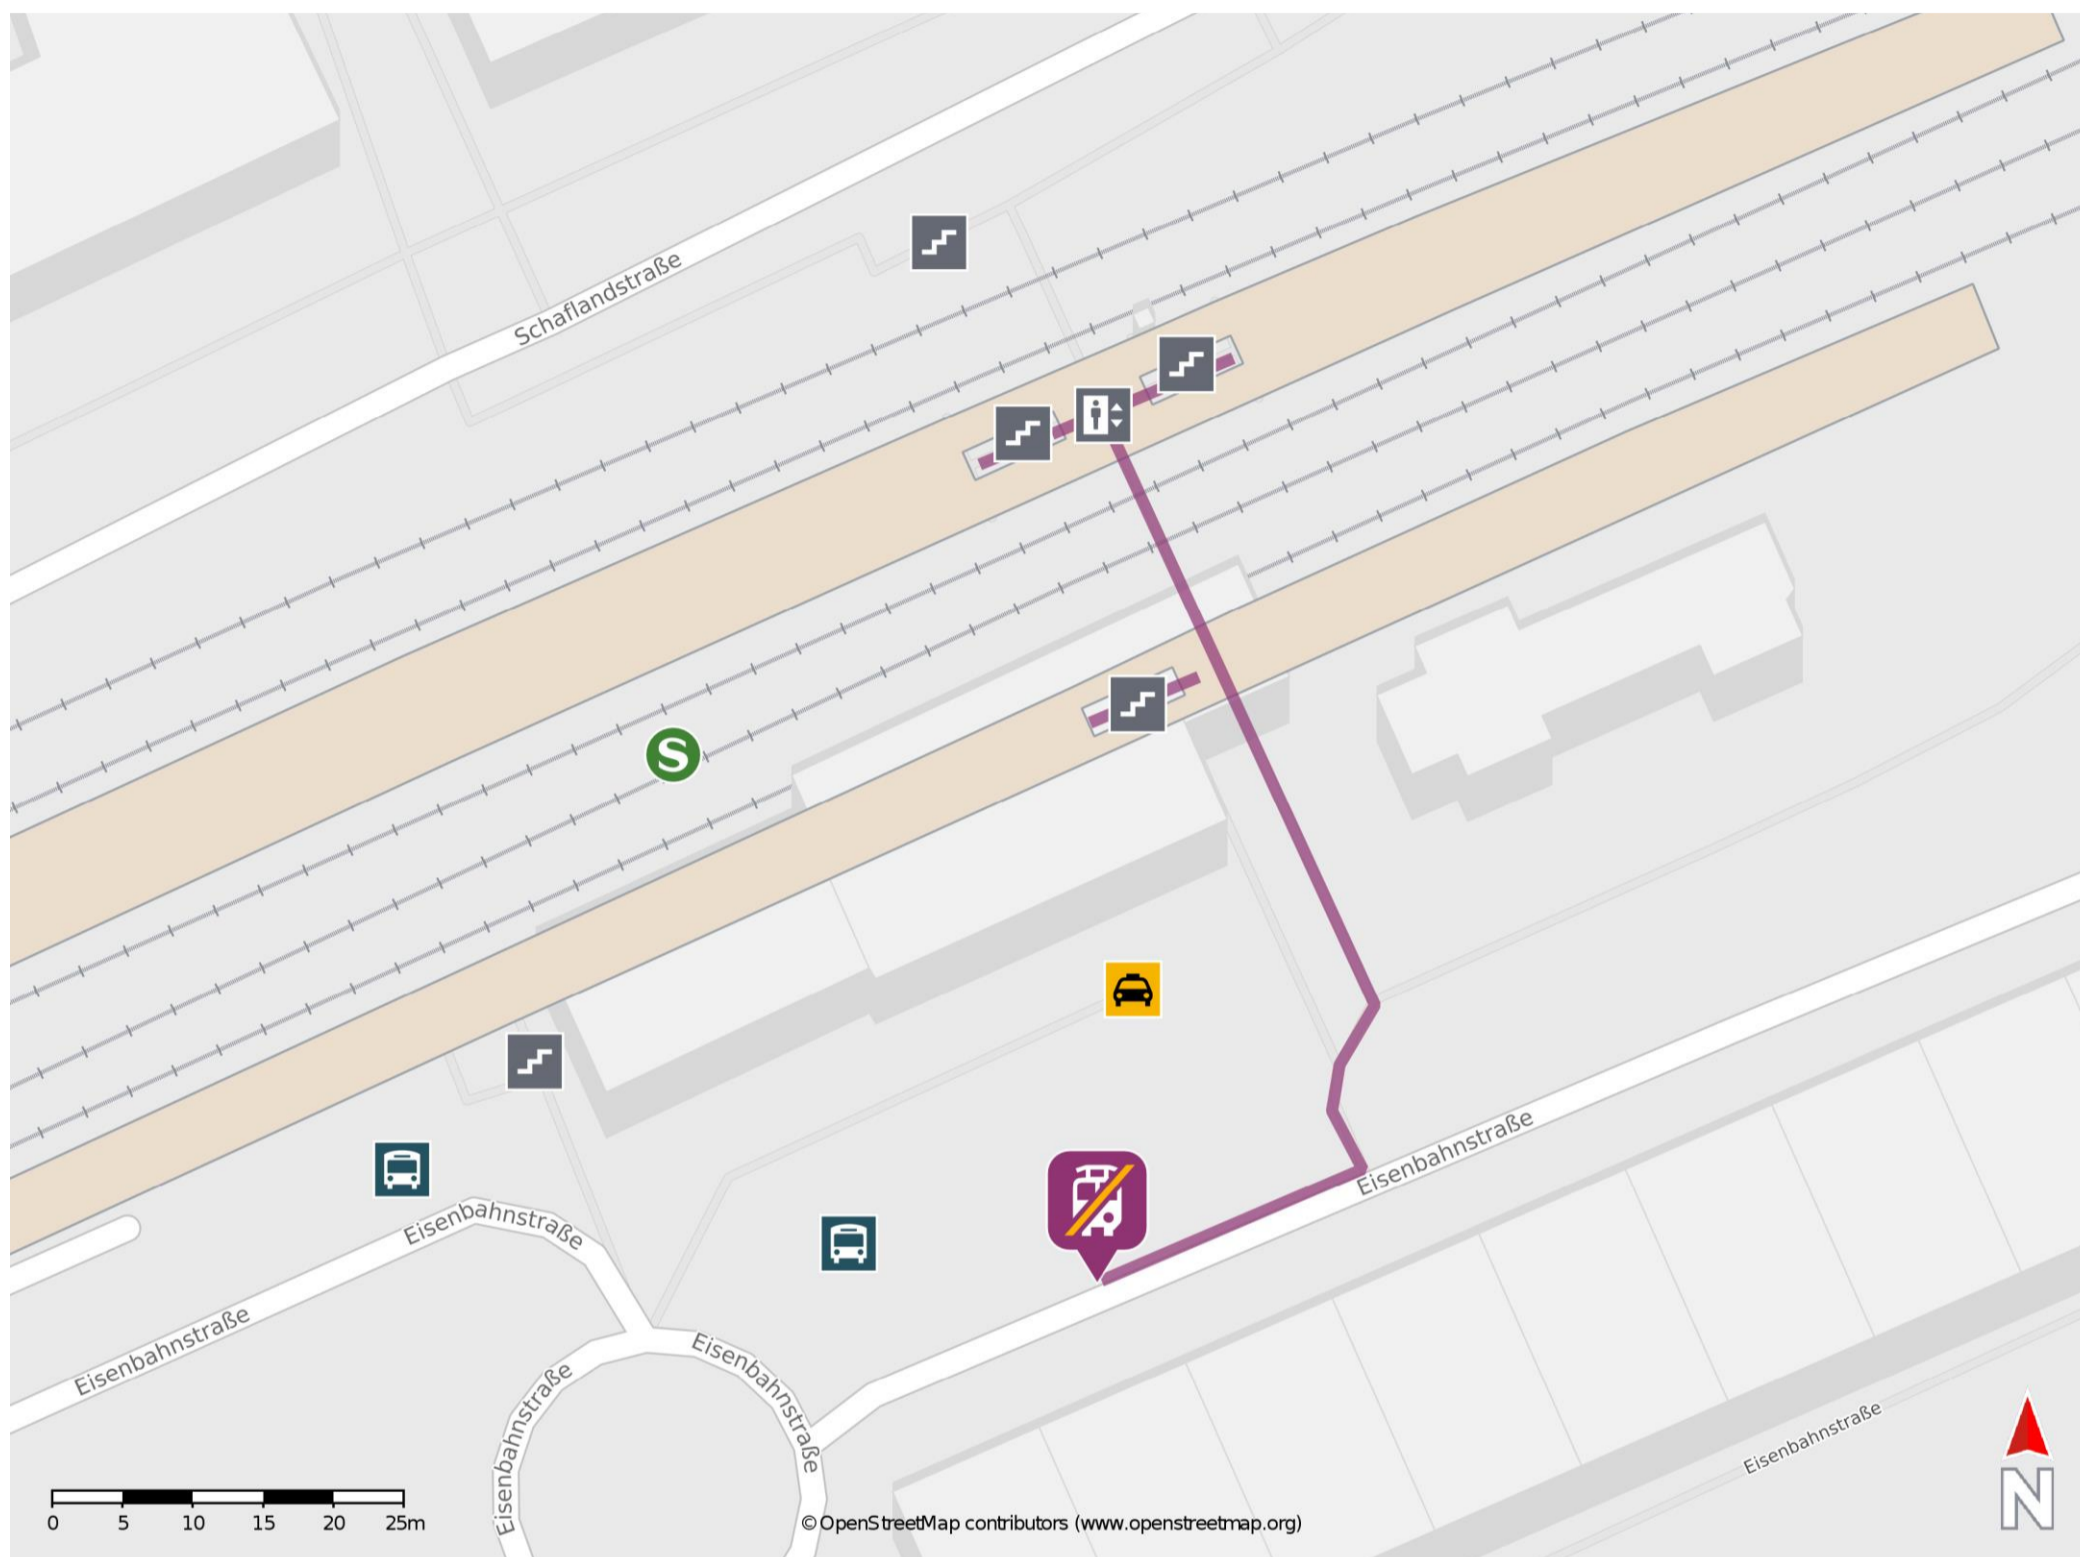 Schaflandstraße
S
Eisenbahnstraße
Eisenbahnstraße
Eisenbahnstraße
Eisenbahnstraße
Eisenbahnstraße
Eisenbahnstraße
Eisenbahnstraße
N
0 5 10 15 20 25m
© OpenStreetMap contributors (www.openstreetmap.org)